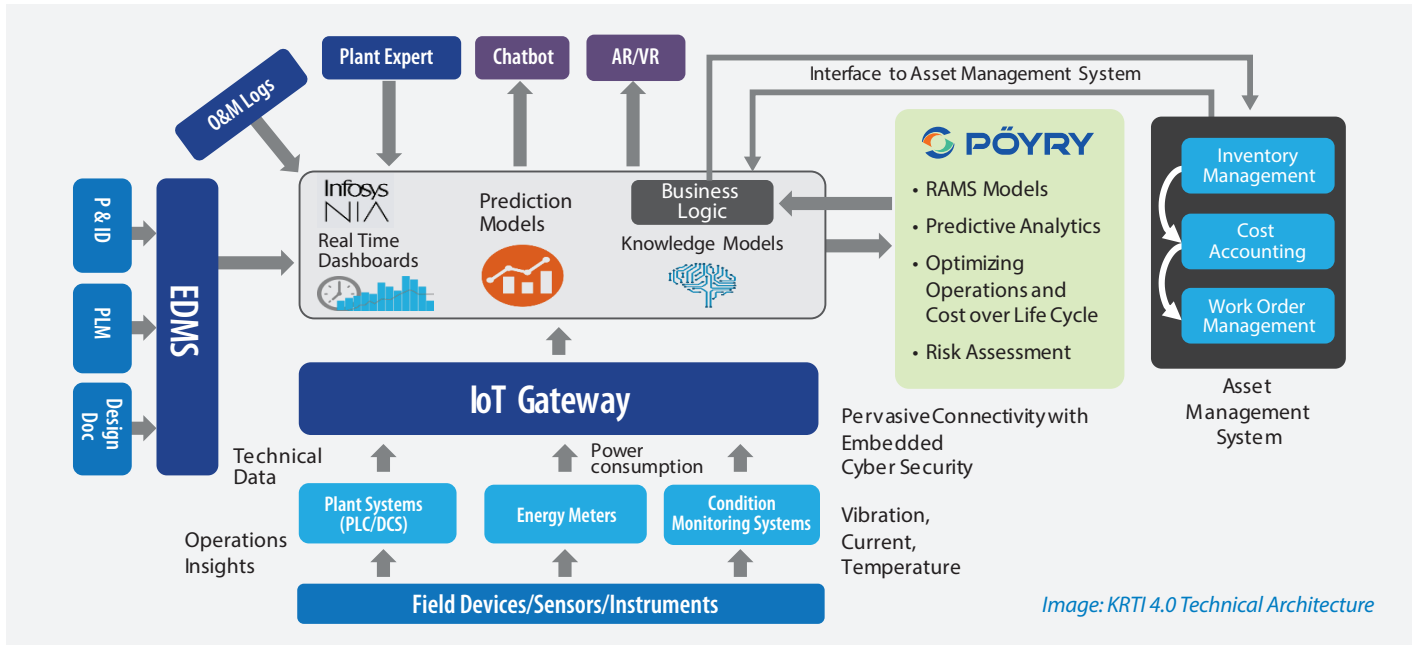 Plant Expert
Chatbot
AR/VR
Interface to Asset Management System
O&M Logs
PŐYRY
• RAMS Models
• Predictive Analytics
• Optimizing
Operations and
Cost over Life Cycle
• Risk Assessment
Inventory
Management
Cost
Accounting
Work Order
Management
Asset
Management
System
P & ID
PLM
Design
Doc
EDMS
Infosys
NIA
Real Time
Dashboards
Prediction
Models
Business
Logic
Knowledge Models
IoT Gateway
Pervasive Connectivity with
Embedded
Cyber Security
Technical
Data
Power
consumption
Plant Systems
(PLC/DCS)
Energy Meters
Condition
Monitoring Systems
Vibration,
Current,
Temperature
Operations
Insights
Field Devices/Sensors/Instruments
Image: KRTI 4.0 Technical Architecture